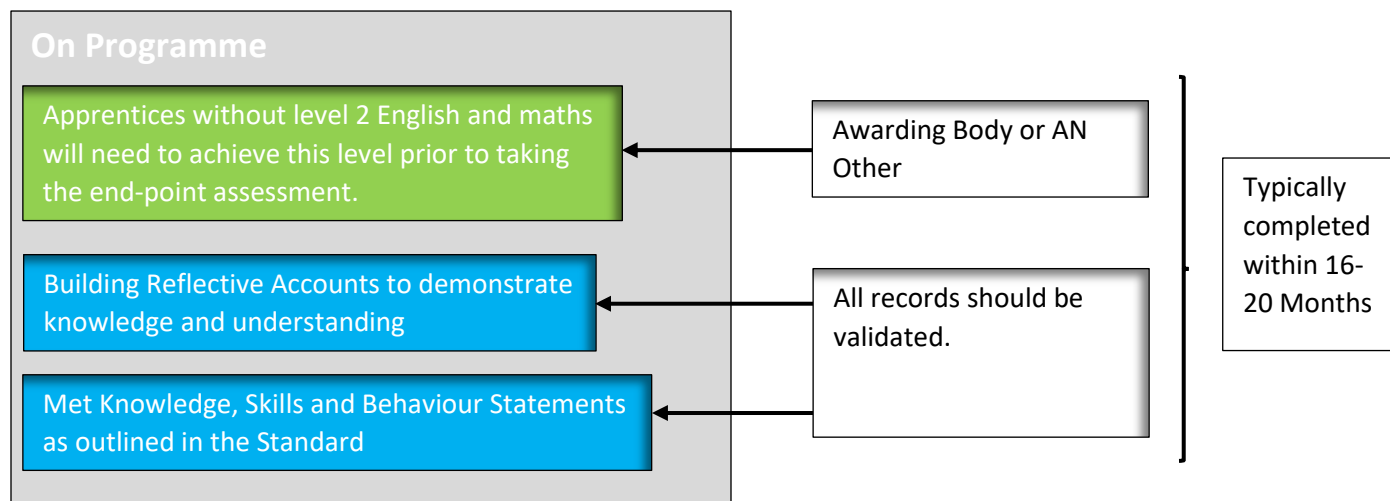 On Programme
Apprentices without level 2 English and maths
will need to achieve this level prior to taking
the end-point assessment.
Awarding Body or AN
Other
Building Reflective Accounts to demonstrate
knowledge and understanding
All records should be
validated.
Met Knowledge, Skills and Behaviour Statements
as outlined in the Standard
Typically
completed
within 16-
20 Months